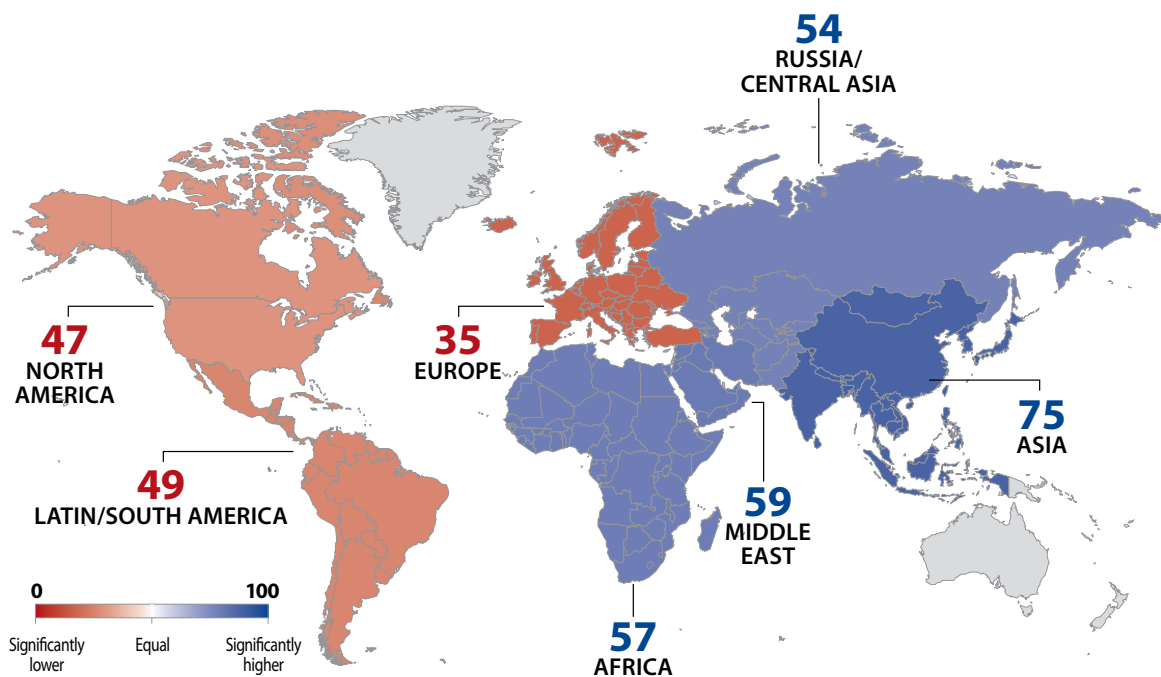 54
RUSSIA/
CENTRAL ASIA
47
NORTH
AMERICA
35
EUROPE
75
ASIA
49
LATIN/SOUTH AMERICA
59
MIDDLE
EAST
57
AFRICA
0
100
Significantly
lower
Equal
Significantly
higher